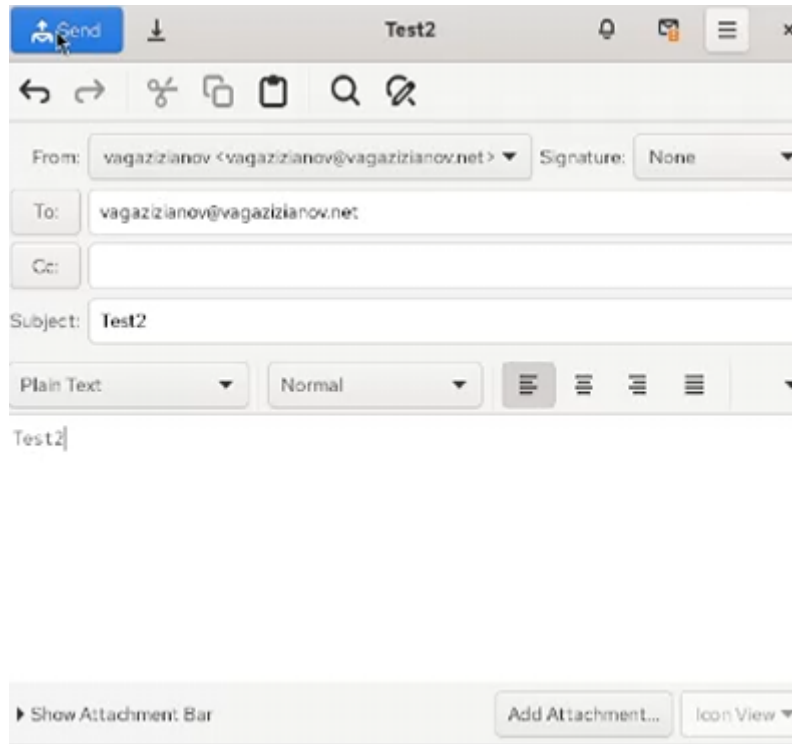 Send Test2
From: vagazizianov <vagazizianov@vagazizianov.net> Signature: None
To: vagazizianov@vagazizianov.net
Cc:
Subject: Test2
Plain Text Normal
Test2
Show Attachment Bar Add Attachment... Icon View